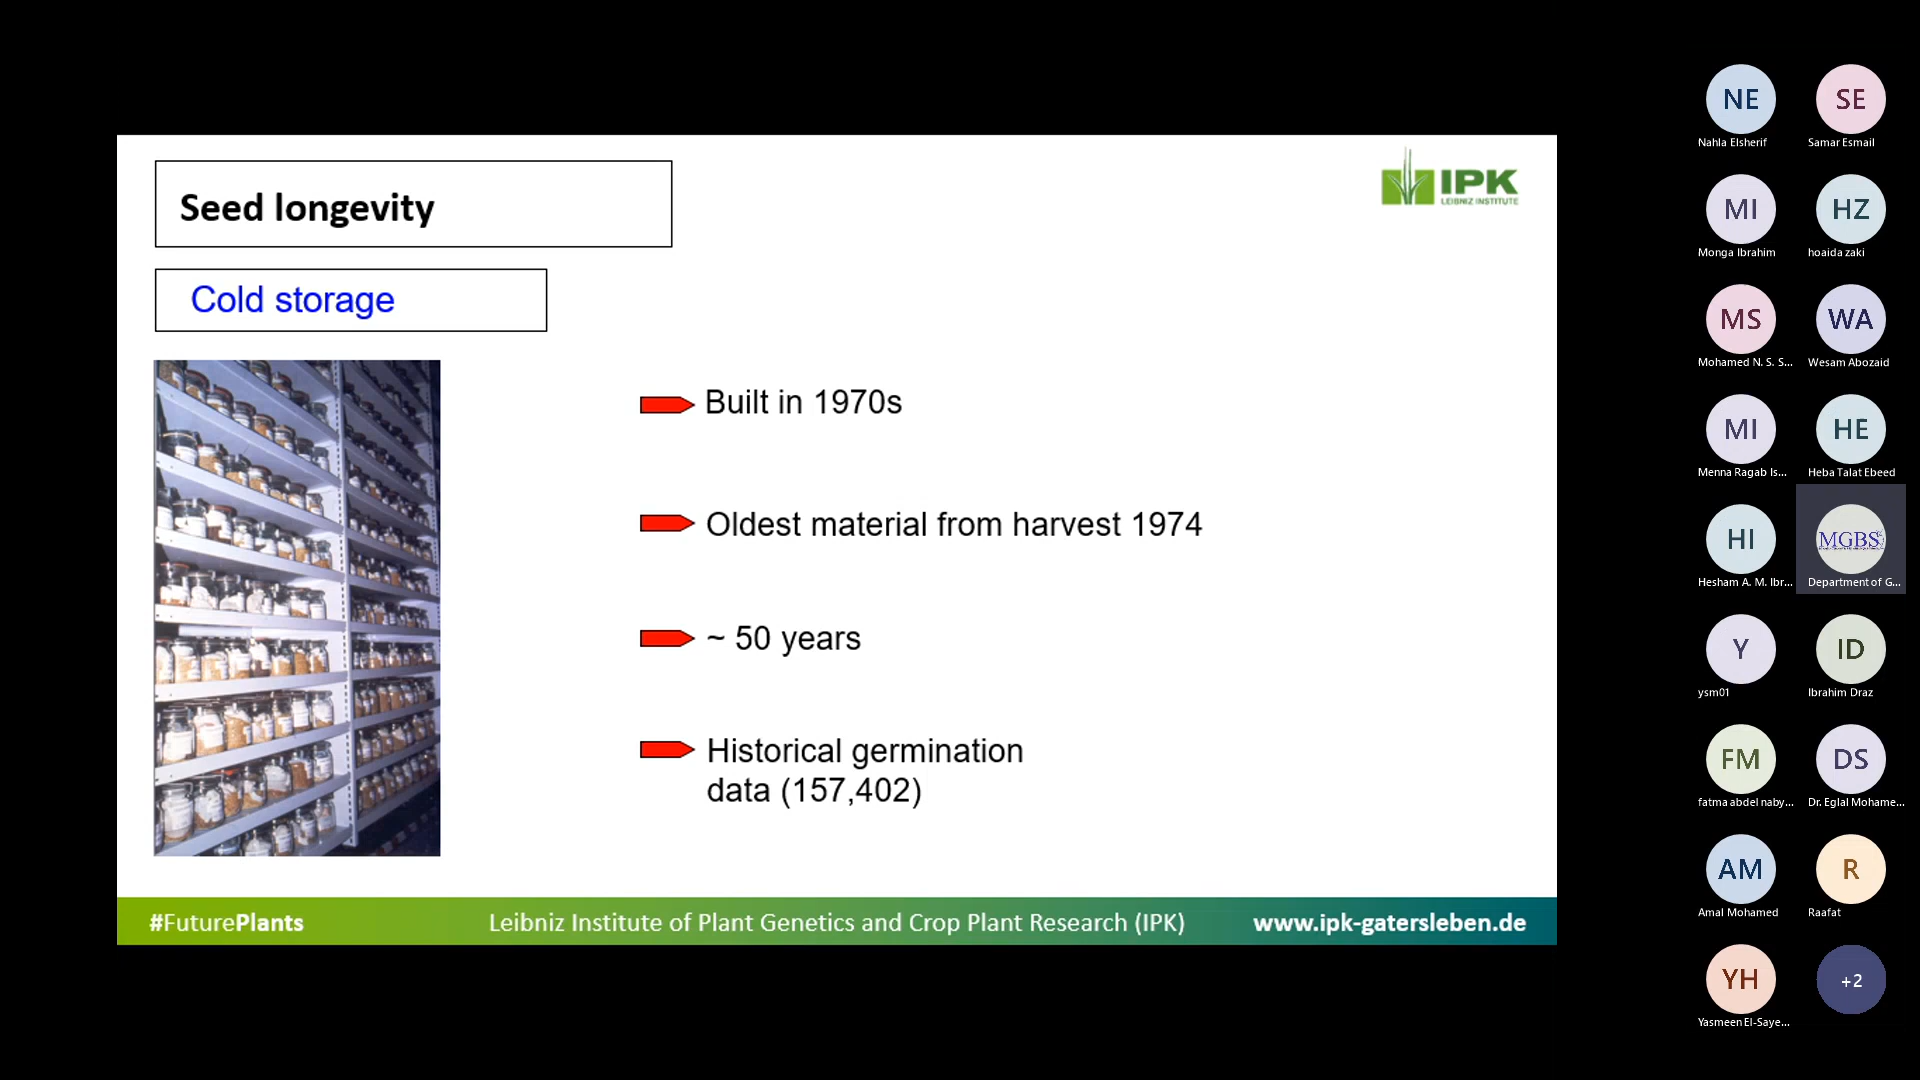 Seed longevity
IPK
LEIBNIZ INSTITUTE
Cold storage
Built in 1970s
Oldest material from harvest 1974
~ 50 years
Historical germination
data (157,402)
#FuturePlants
Leibniz Institute of Plant Genetics and Crop Plant Research (IPK)
www.ipk-gatersleben.de
NE
SE
Nahla Elsherif
Samar Esmail
MI
HZ
Monga Ibrahim
hoaida zaki
MS
WA
Mohamed N. S. S...
Wesam Abozaid
MI
HE
Menna Ragab Is...
Heba Talat Ebeed
HI
MGBS
Hesham A. M. Ibr...
Department of G...
Y
ID
ysm01
Ibrahim Draz
FM
DS
fatma abdel naby...
Dr. Eglal Mohame...
AM
R
Amal Mohamed
Raafat
YH
+2
Yasmeen El-Saye...